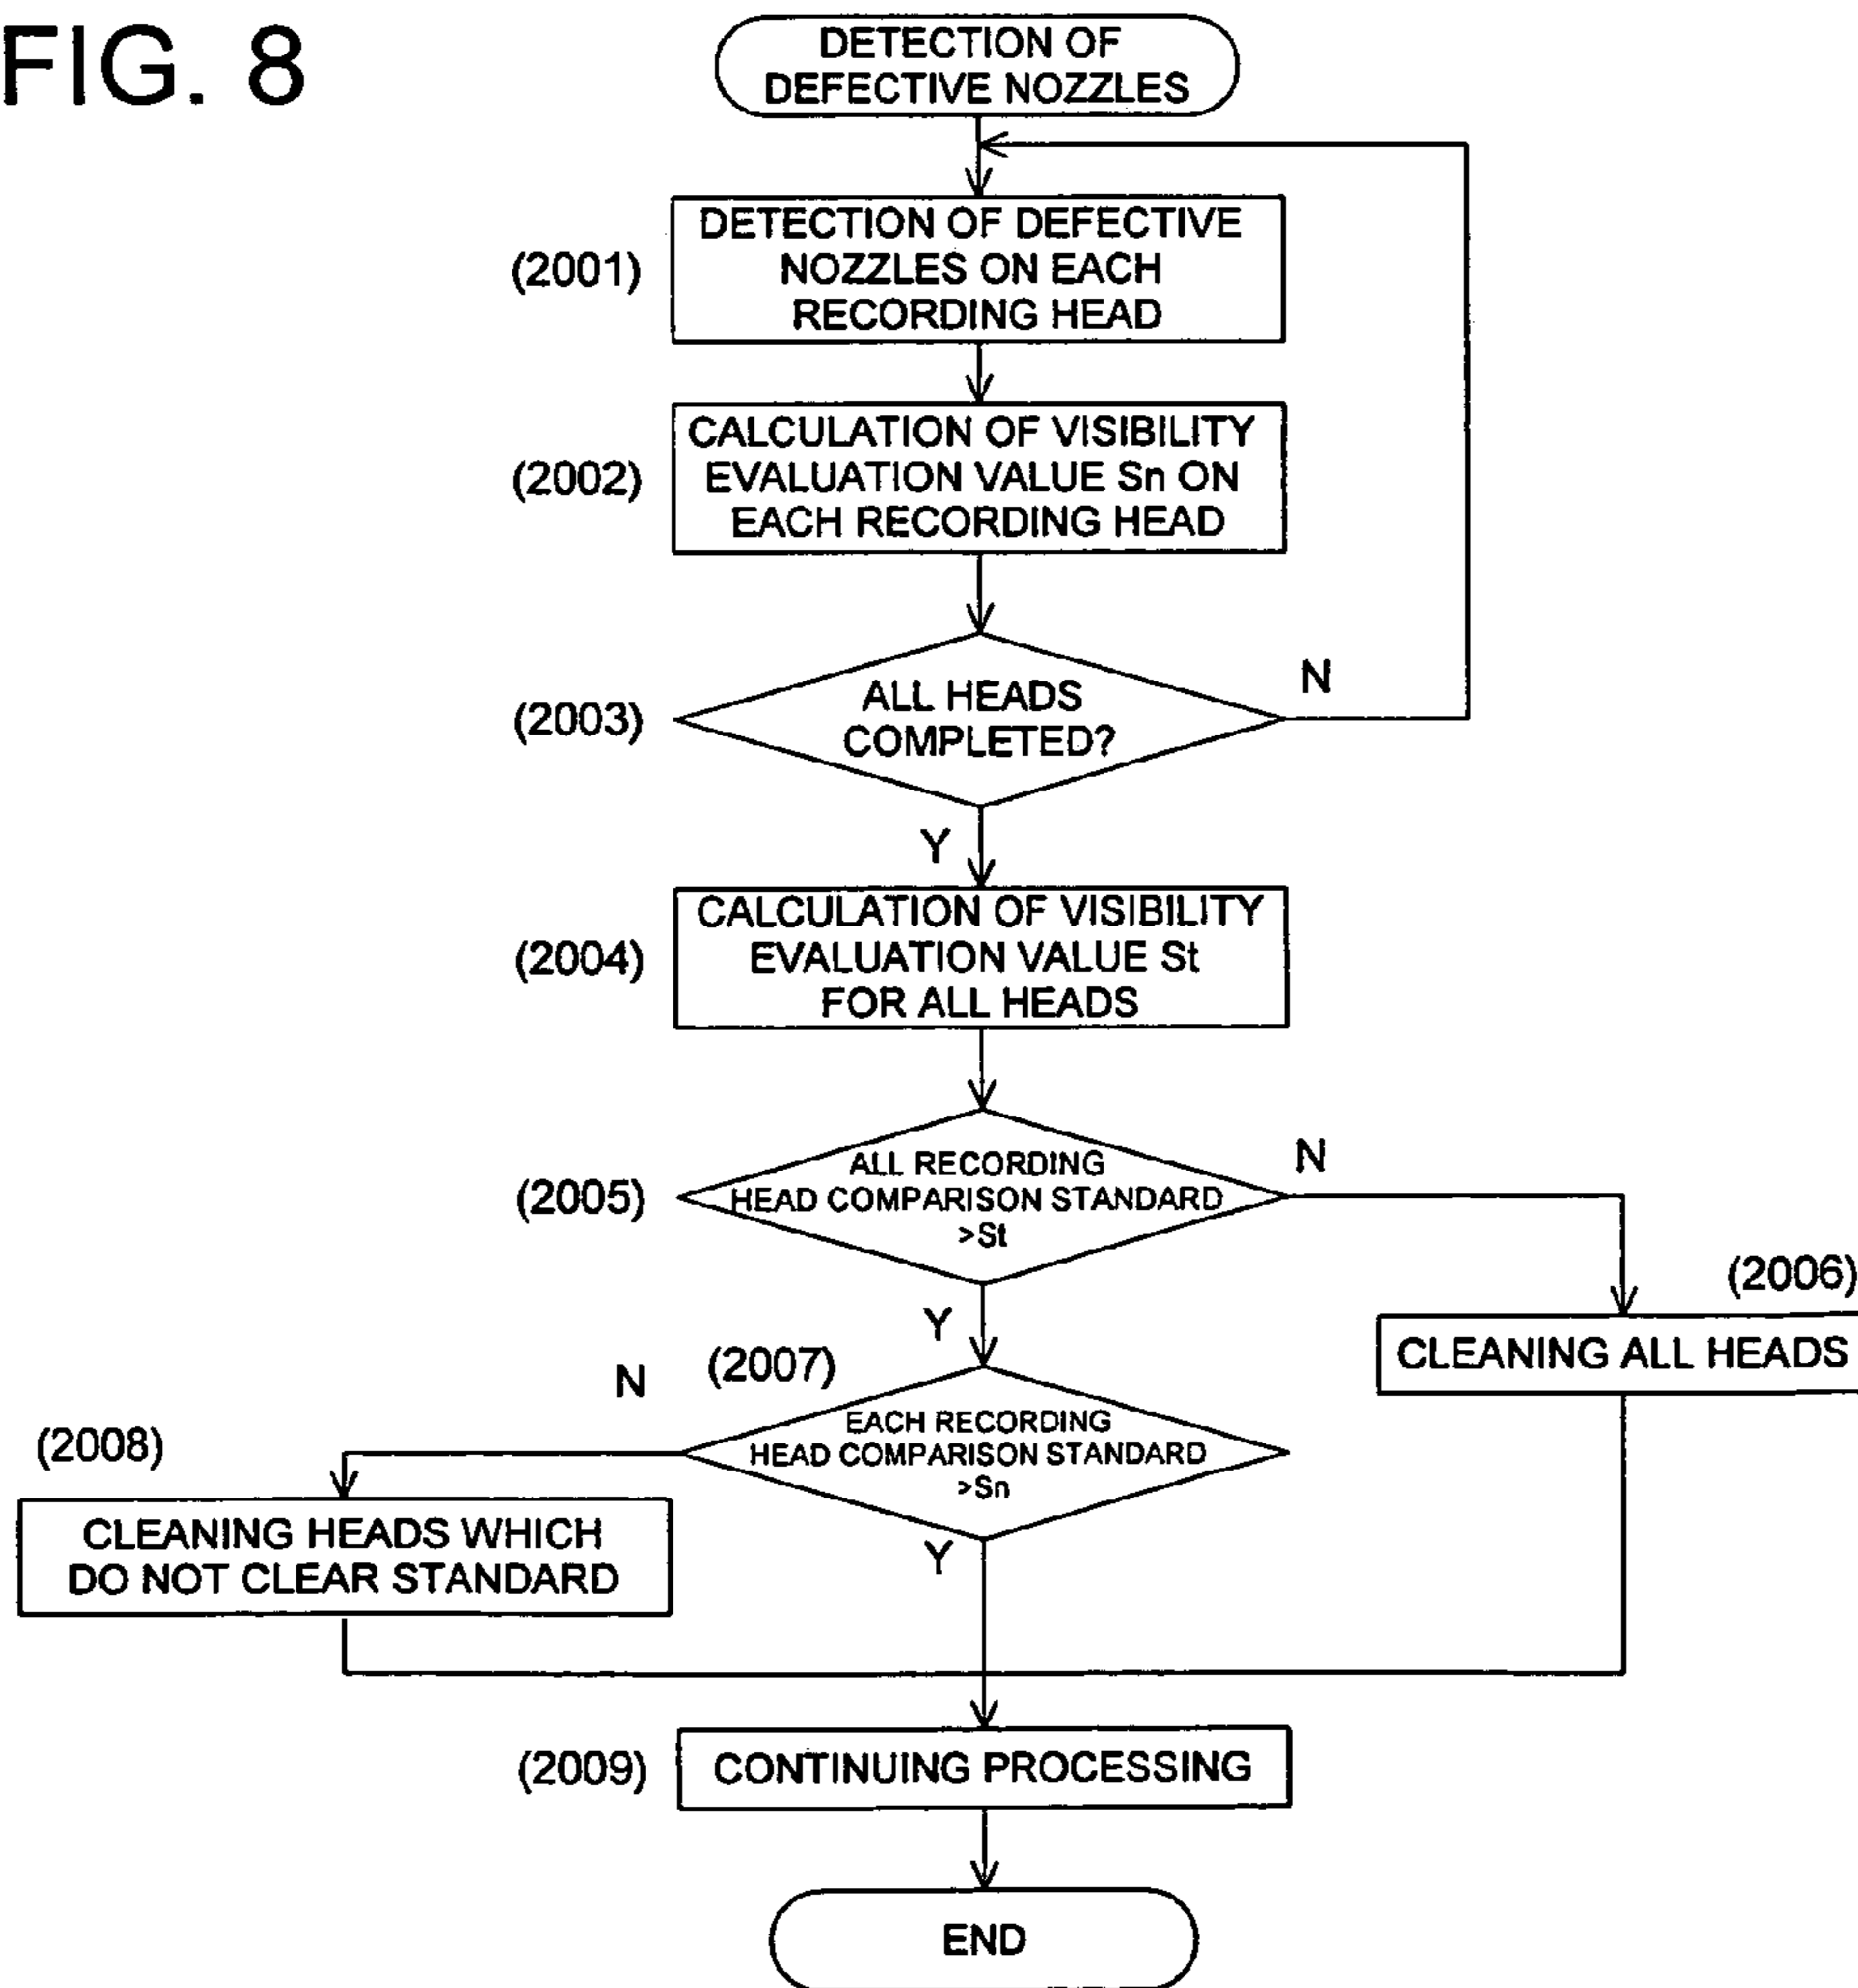 FIG. 8
DETECTION OF
DEFECTIVE NOZZLES
(2001)
DETECTION OF DEFECTIVE
NOZZLES ON EACH
RECORDING HEAD
(2002)
CALCULATION OF VISIBILITY
EVALUATION VALUE Sn ON
EACH RECORDING HEAD
(2003)
ALL HEADS
COMPLETED?
N
Y
(2004)
CALCULATION OF VISIBILITY
EVALUATION VALUE St
FOR ALL HEADS
(2005)
ALL RECORDING
HEAD COMPARISON STANDARD
>St
N
Y
(2006)
CLEANING ALL HEADS
(2007)
N
EACH RECORDING
HEAD COMPARISON STANDARD
>Sn
Y
(2008)
CLEANING HEADS WHICH
DO NOT CLEAR STANDARD
(2009)
CONTINUING PROCESSING
END